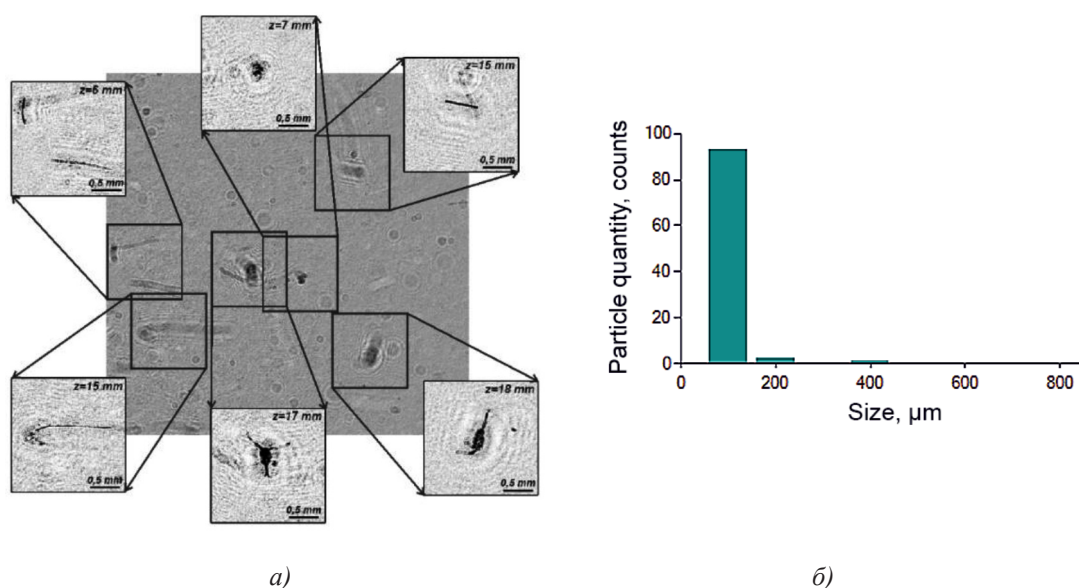 z=7 mm
0,5 mm
z=15 mm
0,5 mm
z=6 mm
0,5 mm
z=15 mm
0,5 mm
z=17 mm
0,5 mm
z=18 mm
0,5 mm
а)
Particle quantity, counts
100
80
60
40
20
0
0 200 400 600 800
Size, µm
б)